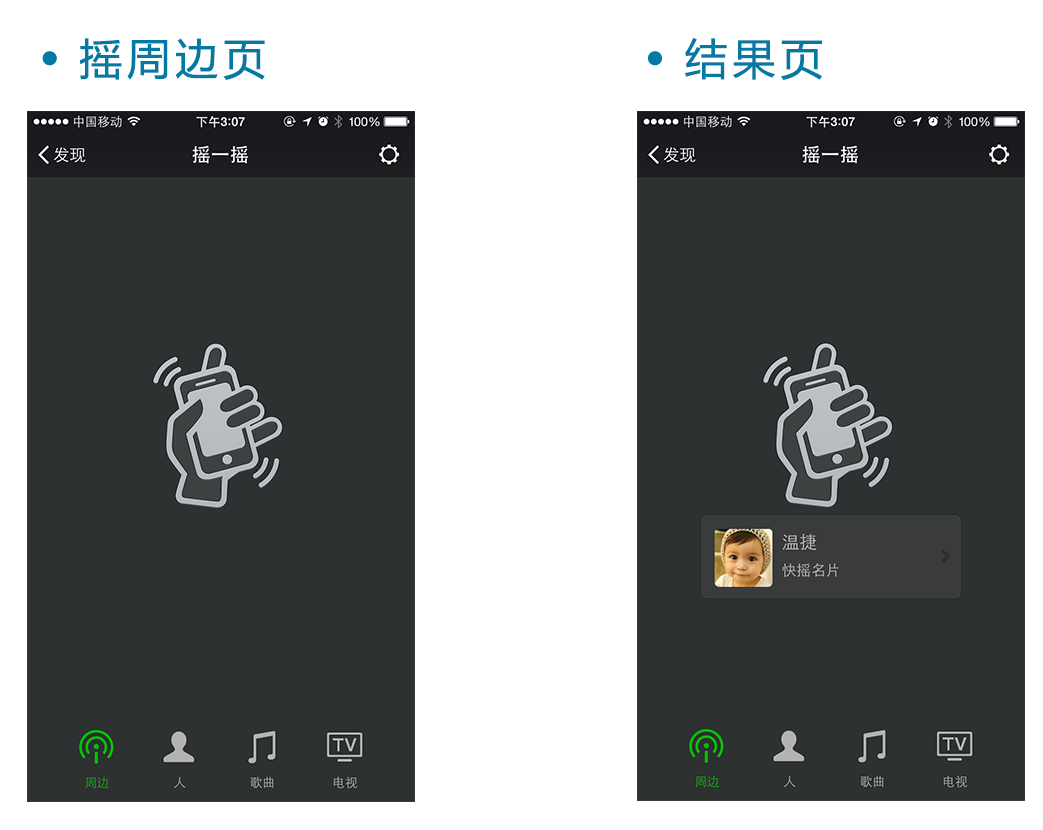 • 摇周边页
中国移动 下午3:07 100%
发现 摇一摇
周边 人 歌曲 TV 电视
• 结果页
中国移动 下午3:07 100%
发现 摇一摇
温捷
快摇名片
周边 人 歌曲 TV 电视